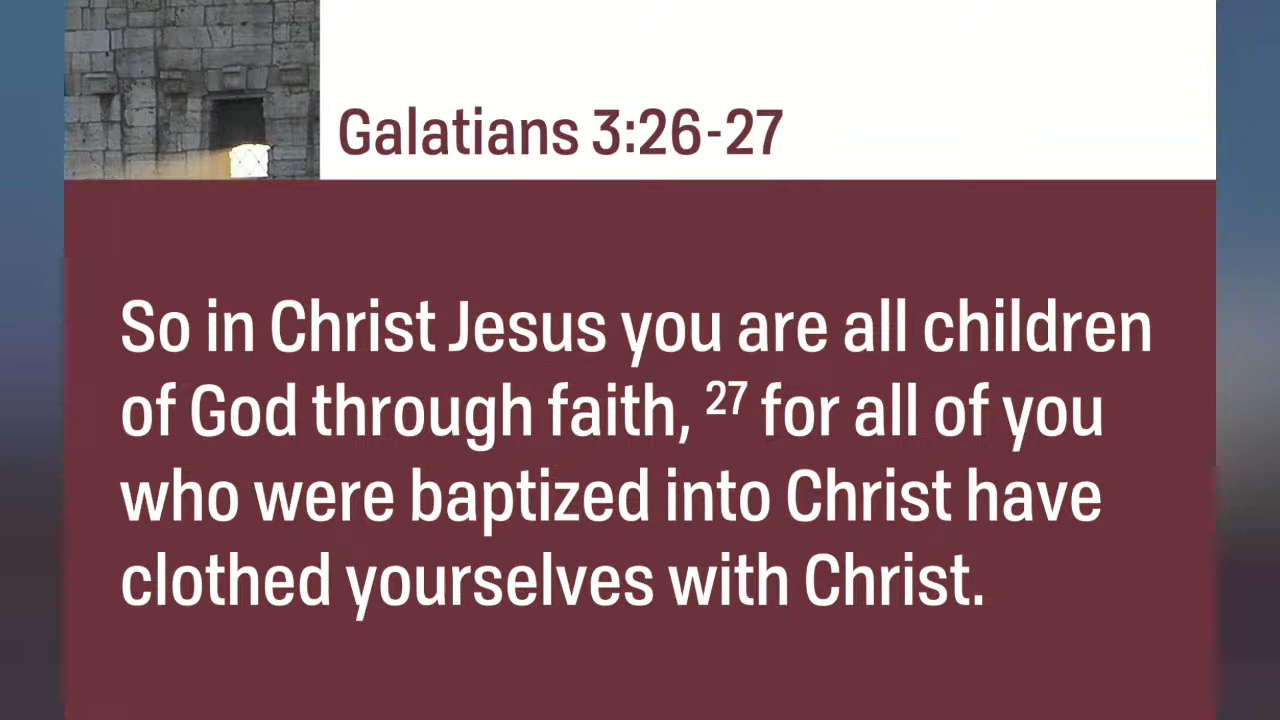 Galatians 3:26-27
So in Christ Jesus you are all children
of God through faith, 27 for all of you
who were baptized into Christ have
clothed yourselves with Christ.